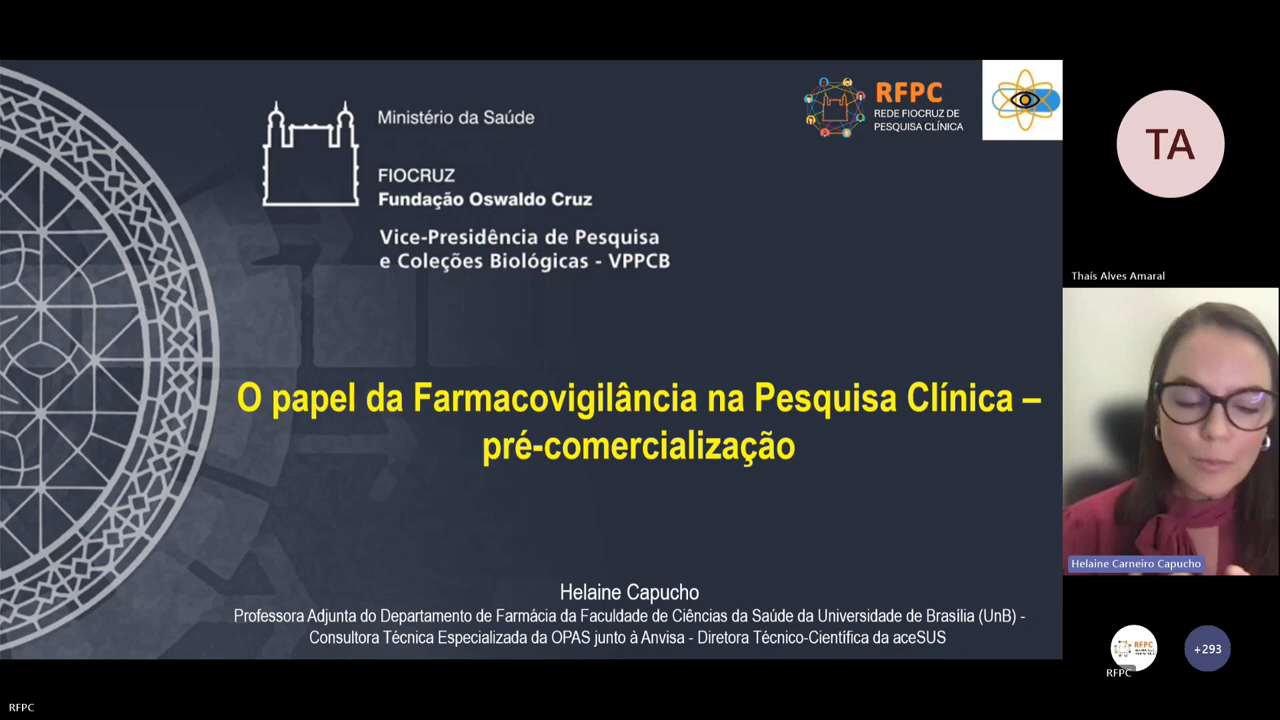 Ministério da Saúde
FIOCRUZ
Fundação Oswaldo Cruz
Vice-Presidência de Pesquisa
e Coleções Biológicas - VPPCB
RFPC
REDE FIOCRUZ DE
PESQUISA CLÍNICA
O papel da Farmacovigilância na Pesquisa Clínica –
pré-comercialização
Helaine Capucho
Professora Adjunta do Departamento de Farmácia da Faculdade de Ciências da Saúde da Universidade de Brasília (UnB) -
Consultora Técnica Especializada da OPAS junto à Anvisa - Diretora Técnico-Científica da aceSUS
TA
Thaís Alves Amaral
Helaine Carneiro Capucho
RFPC
RFPC
+293
RFPC